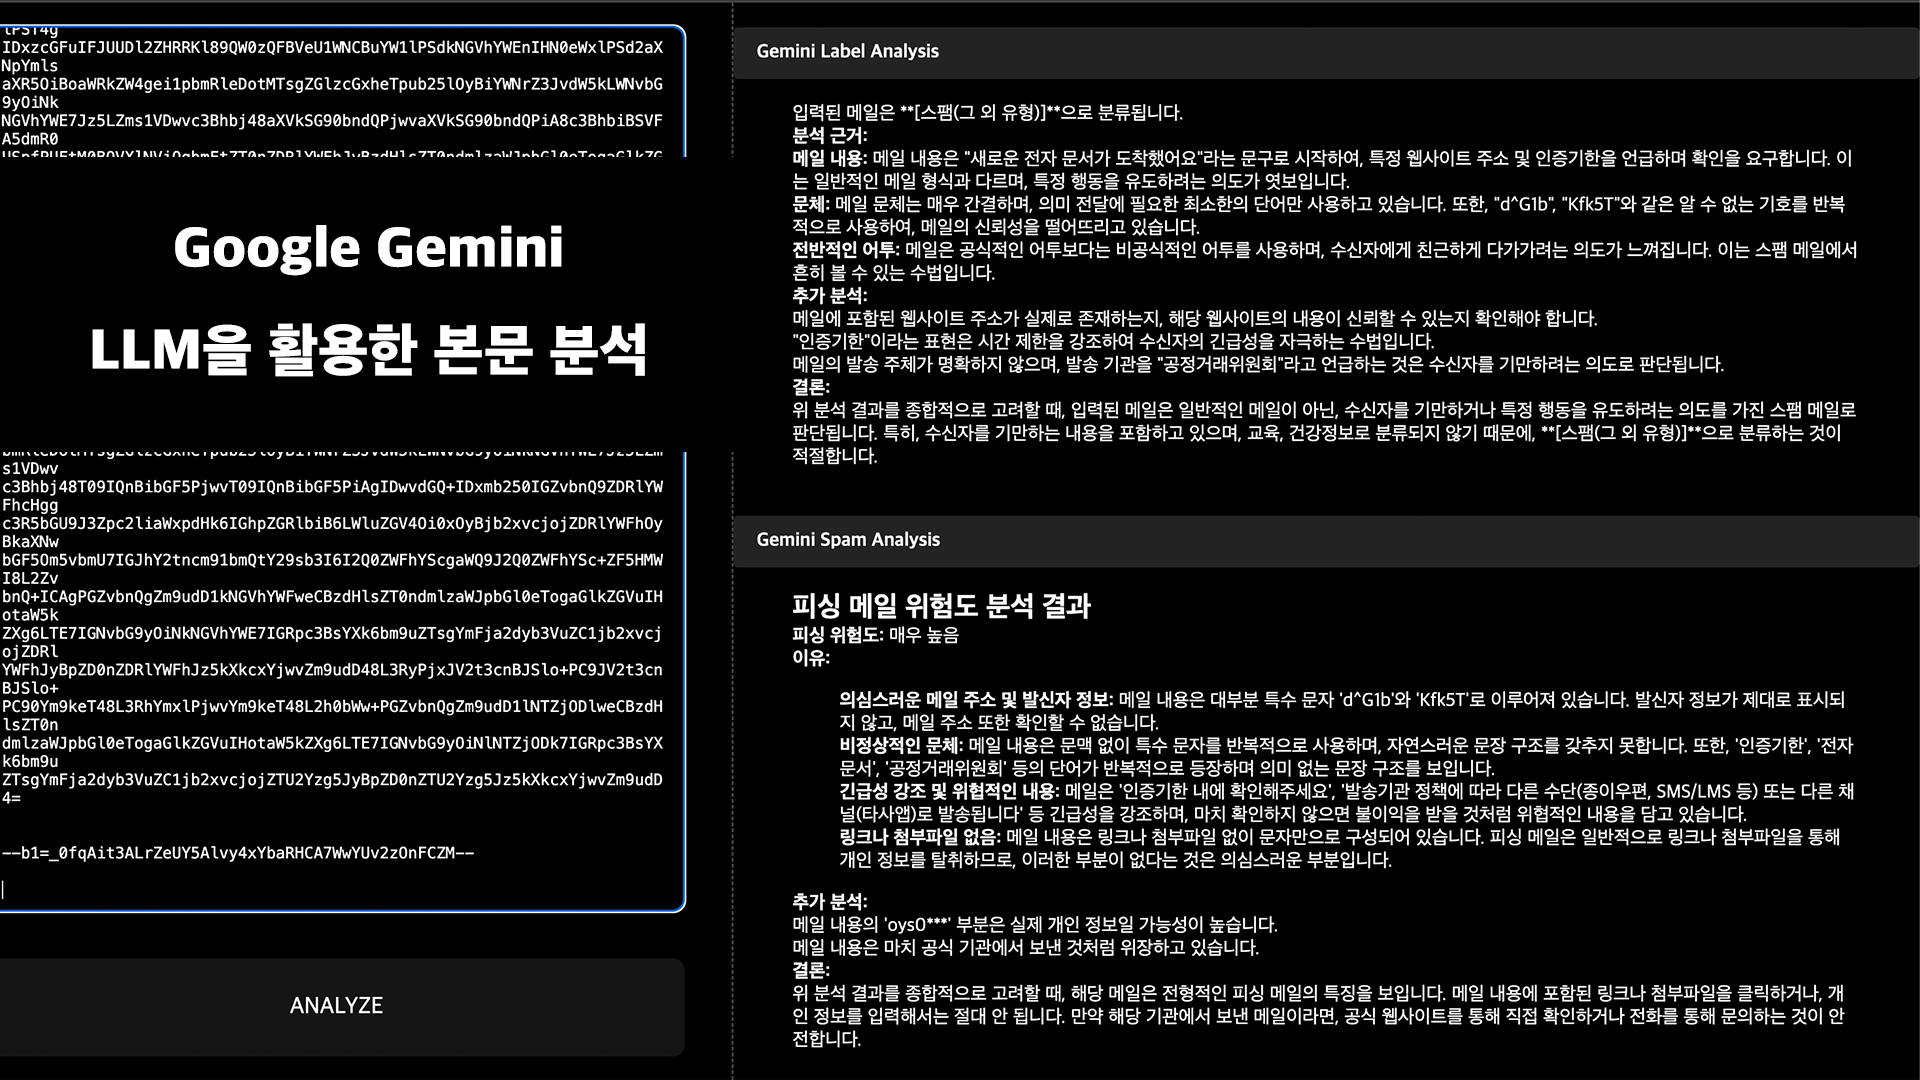 IDxzcGFuIFJUUDl2ZHRRKl89QW0zQFBVeU1WNCBuYW1lPSdkNGVhYWEnIHN0eWxlPSd2aX
NpYmls
aXR5OiBoaWRkZW4gei1pbmRleDotMTsgZGlzcGxheTpub25lOyBiYWNrZ3JvdW5kLWNvbG
9yOiNk
NGVhYWE7Jz5LZms1VDwvc3Bhbj48aXVkSG90bndQPjwvaXVkSG90bndQPiA8c3BhbiBSVF
A5dmR0
Google Gemini
LLM을 활용한 본문 분석
s1VDwv
c3Bhbj48T09IQnBibGF5PjwvT09IQnBibGF5PiAgIDwvdGQ+IDxmb250IGZvbnQ9ZDRlYW
FhcHgg
c3R5bGU9J3Zpc2liaWxpdHk6IGhpZGRlbiB6LWluZGV4Oi0xOyBjb2xvcjojZDRlYWFhOy
BkaXNw
bGF5Om5vbmU7IGJhY2tncm91bmQtY29sb3I6I2Q0ZWFhYScgaWQ9J2Q0ZWFhYSc+ZF5HMW
I8L2Zv
bnQ+ICAgPGZvbnQgZm9udD1kNGVhYWFweCBzdHlsZT0ndmlzaWJpbGl0eTogaGlkZGVuIH
otaW5k
ZXg6LTE7IGNvbG9yOiNkNGVhYWE7IGRpc3BsYXk6bm9uZTsgYmFja2dyb3VuZC1jb2xvcj
ojZDRl
YWFhJyBpZD0nZDRlYWFhJz5kXkcxYjwvZm9udD48L3RyPjxJV2t3cnBJSlo+PC9JV2t3cn
BJSlo+
PC90Ym9keT48L3RhYmxlPjwvYm9keT48L2h0bWw+PGZvbnQgZm9udD1lNTZjODlweCBzdH
lsZT0n
dmlzaWJpbGl0eTogaGlkZGVuIHotaW5kZXg6LTE7IGNvbG9yOiNlNTZjODk7IGRpc3BsYX
k6bm9u
ZTsgYmFja2dyb3VuZC1jb2xvcjojZTU2Yzg5JyBpZD0nZTU2Yzg5Jz5kXkcxYjwvZm9udD
4=
--b1=_0fqAit3ALrZeUY5Alvy4xYbaRHCA7WwYUv2zOnFCZM--
ANALYZE
Gemini Label Analysis
입력된 메일은 **[스팸(그 외 유형)]**으로 분류됩니다.
분석 근거:
메일 내용: 메일 내용은 "새로운 전자 문서가 도착했어요"라는 문구로 시작하여, 특정 웹사이트 주소 및 인증기한을 언급하며 확인을 요구합니다. 이
는 일반적인 메일 형식과 다르며, 특정 행동을 유도하려는 의도가 엿보입니다.
문체: 메일 문체는 매우 간결하며, 의미 전달에 필요한 최소한의 단어만 사용하고 있습니다. 또한, "d^G1b", "Kfk5T"와 같은 알 수 없는 기호를 반복
적으로 사용하여, 메일의 신뢰성을 떨어뜨리고 있습니다.
전반적인 어투: 메일은 공식적인 어투보다는 비공식적인 어투를 사용하며, 수신자에게 친근하게 다가가려는 의도가 느껴집니다. 이는 스팸 메일에서
흔히 볼 수 있는 수법입니다.
추가 분석:
메일에 포함된 웹사이트 주소가 실제로 존재하는지, 해당 웹사이트의 내용이 신뢰할 수 있는지 확인해야 합니다.
"인증기한"이라는 표현은 시간 제한을 강조하여 수신자의 긴급성을 자극하는 수법입니다.
메일의 발송 주체가 명확하지 않으며, 발송 기관을 "공정거래위원회"라고 언급하는 것은 수신자를 기만하려는 의도로 판단됩니다.
결론:
위 분석 결과를 종합적으로 고려할 때, 입력된 메일은 일반적인 메일이 아닌, 수신자를 기만하거나 특정 행동을 유도하려는 의도를 가진 스팸 메일로
판단됩니다. 특히, 수신자를 기만하는 내용을 포함하고 있으며, 교육, 건강정보로 분류되지 않기 때문에, **[스팸(그 외 유형)]**으로 분류하는 것이
적절합니다.
Gemini Spam Analysis
피싱 메일 위험도 분석 결과
피싱 위험도: 매우 높음
이유:
의심스러운 메일 주소 및 발신자 정보: 메일 내용은 대부분 특수 문자 'd^G1b'와 'Kfk5T'로 이루어져 있습니다. 발신자 정보가 제대로 표시되
지 않고, 메일 주소 또한 확인할 수 없습니다.
비정상적인 문체: 메일 내용은 문맥 없이 특수 문자를 반복적으로 사용하며, 자연스러운 문장 구조를 갖추지 못합니다. 또한, '인증기한', '전자
문서', '공정거래위원회' 등의 단어가 반복적으로 등장하며 의미 없는 문장 구조를 보입니다.
긴급성 강조 및 위협적인 내용: 메일은 '인증기한 내에 확인해주세요', '발송기관 정책에 따라 다른 수단(종이우편, SMS/LMS 등) 또는 다른 채
널(타사앱)로 발송됩니다' 등 긴급성을 강조하며, 마치 확인하지 않으면 불이익을 받을 것처럼 위협적인 내용을 담고 있습니다.
링크나 첨부파일 없음: 메일 내용은 링크나 첨부파일 없이 문자만으로 구성되어 있습니다. 피싱 메일은 일반적으로 링크나 첨부파일을 통해
개인 정보를 탈취하므로, 이러한 부분이 없다는 것은 의심스러운 부분입니다.
추가 분석:
메일 내용의 'oys0***' 부분은 실제 개인 정보일 가능성이 높습니다.
메일 내용은 마치 공식 기관에서 보낸 것처럼 위장하고 있습니다.
결론:
위 분석 결과를 종합적으로 고려할 때, 해당 메일은 전형적인 피싱 메일의 특징을 보입니다. 메일 내용에 포함된 링크나 첨부파일을 클릭하거나, 개
인 정보를 입력해서는 절대 안 됩니다. 만약 해당 기관에서 보낸 메일이라면, 공식 웹사이트를 통해 직접 확인하거나 전화를 통해 문의하는 것이 안
전합니다.